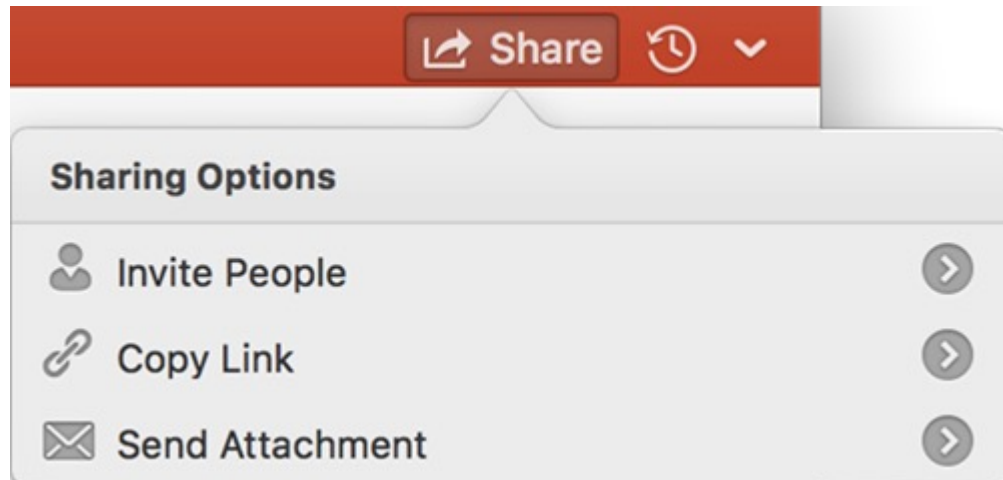 Share
Sharing Options
Invite People
Copy Link
Send Attachment